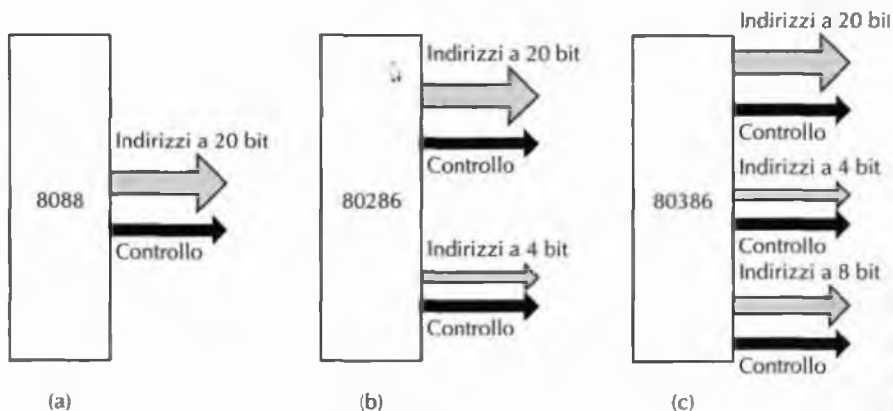 8088
Indirizzi a 20 bit
Controllo
(a)
80286
Indirizzi a 20 bit
Controllo
Indirizzi a 4 bit
Controllo
(b)
80386
Indirizzi a 20 bit
Controllo
Indirizzi a 4 bit
Controllo
Indirizzi a 8 bit
Controllo
(c)